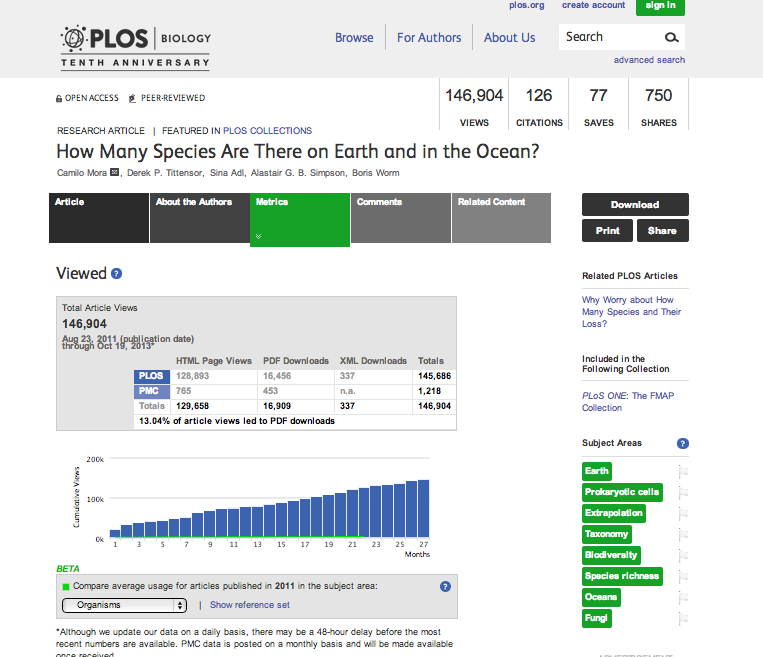 plos.org create account sign in
PLOS BIOLOGY
TENTH ANNIVERSARY
Browse For Authors About Us Search
advanced search
OPEN ACCESS PEER-REVIEWED
146,904 126 77 750
VIEWS CITATIONS SAVES SHARES
RESEARCH ARTICLE | FEATURED IN PLOS COLLECTIONS
How Many Species Are There on Earth and in the Ocean?
Camilo Mora, Derek P. Tittensor, Sina Adl, Alastair G. B. Simpson, Boris Worm
Article About the Authors Metrics Comments Related Content
Download
Print Share
Viewed ?
Total Article Views
146,904
Aug 23, 2011 (publication date)
through Oct 19, 2013*
HTML Page Views PDF Downloads XML Downloads Totals
PLOS 128,893 16,456 337 145,686
PMC 765 453 n.a. 1,218
Totals 129,658 16,909 337 146,904
13.04% of article views led to PDF downloads
Cumulative Views
200k
100k
0k
1 3 5 7 9 11 13 15 17 19 21 23 25 27
Months
BETA
Compare average usage for articles published in 2011 in the subject area: ?
Organisms | Show reference set
*Although we update our data on a daily basis, there may be a 48-hour delay before the most
recent numbers are available. PMC data is posted on a monthly basis and will be made available
once received.
Related PLOS Articles
Why Worry about How
Many Species and Their
Loss?
Included in the
Following Collection
PLoS ONE: The FMAP
Collection
Subject Areas ?
Earth
Prokaryotic cells
Extrapolation
Taxonomy
Biodiversity
Species richness
Oceans
Fungi
ADVERTISEMENT